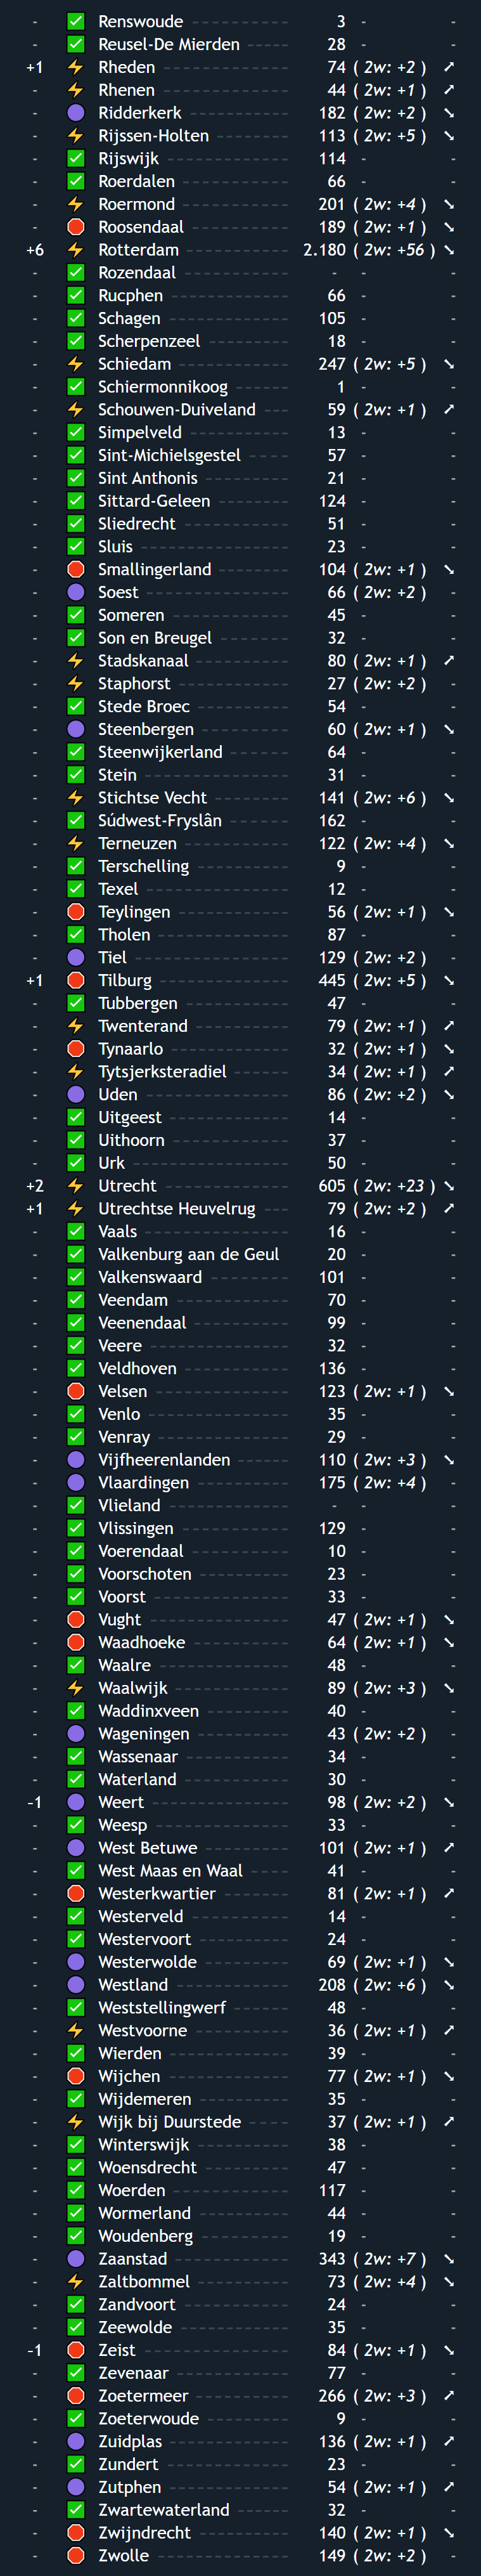 - ✅ Renswoude ------------ 3 - -
- ✅ Reusel-De Mierden ----- 28 - -
+1 ⚡ Rheden -------------- 74 ( 2w: +2 ) ↗
- ⚡ Rhenen -------------- 44 ( 2w: +1 ) ↗
- 🟣 Ridderkerk ----------- 182 ( 2w: +2 ) ↘
- ⚡ Rijssen-Holten -------- 113 ( 2w: +5 ) ↘
- ✅ Rijswijk -------------- 114 - -
- ✅ Roerdalen ------------ 66 - -
- ⚡ Roermond ------------ 201 ( 2w: +4 ) ↘
- 🛑 Roosendaal ----------- 189 ( 2w: +1 ) ↘
+6 ⚡ Rotterdam ----------- 2.180 ( 2w: +56 ) ↘
- ✅ Rozendaal ------------ - - -
- ✅ Rucphen ------------- 66 - -
- ✅ Schagen ------------- 105 - -
- ✅ Scherpenzeel --------- 18 - -
- ⚡ Schiedam ------------ 247 ( 2w: +5 ) ↘
- ✅ Schiermonnikoog ------ 1 - -
- ⚡ Schouwen-Duiveland --- 59 ( 2w: +1 ) ↗
- ✅ Simpelveld ----------- 13 - -
- ✅ Sint-Michielsgestel ---- 57 - -
- ✅ Sint Anthonis --------- 21 - -
- ✅ Sittard-Geleen -------- 124 - -
- ✅ Sliedrecht ------------ 51 - -
- ✅ Sluis ---------------- 23 - -
- 🛑 Smallingerland -------- 104 ( 2w: +1 ) ↘
- 🟣 Soest ---------------- 66 ( 2w: +2 ) -
- ✅ Someren ------------- 45 - -
- ✅ Son en Breugel -------- 32 - -
- ⚡ Stadskanaal ---------- 80 ( 2w: +1 ) ↗
- ⚡ Staphorst ------------ 27 ( 2w: +2 ) -
- ✅ Stede Broec ---------- 54 - -
- 🟣 Steenbergen ---------- 60 ( 2w: +1 ) ↘
- ✅ Steenwijkerland ------- 64 - -
- ✅ Stein ---------------- 31 - -
- ⚡ Stichtse Vecht -------- 141 ( 2w: +6 ) ↘
- ✅ Súdwest-Fryslân ------- 162 - -
- ⚡ Terneuzen ----------- 122 ( 2w: +4 ) ↘
- ✅ Terschelling ---------- 9 - -
- ✅ Texel --------------- 12 - -
- 🛑 Teylingen ------------ 56 ( 2w: +1 ) ↘
- ✅ Tholen -------------- 87 - -
- 🟣 Tiel ---------------- 129 ( 2w: +2 ) -
+1 🛑 Tilburg -------------- 445 ( 2w: +5 ) ↘
- ✅ Tubbergen ----------- 47 - -
- ⚡ Twenterand ---------- 79 ( 2w: +1 ) ↗
- 🛑 Tynaarlo ------------- 32 ( 2w: +1 ) ↘
- ⚡ Tytsjerksteradiel ------ 34 ( 2w: +1 ) ↗
- 🟣 Uden ---------------- 86 ( 2w: +2 ) ↘
- ✅ Uitgeest ------------- 14 - -
- ✅ Uithoorn ------------- 37 - -
- ✅ Urk ----------------- 50 - -
+2 ⚡ Utrecht ------------- 605 ( 2w: +23 ) ↘
+1 ⚡ Utrechtse Heuvelrug --- 79 ( 2w: +2 ) ↗
- ✅ Vaals ---------------- 16 - -
- ✅ Valkenburg aan de Geul 20 - -
- ✅ Valkenswaard --------- 101 - -
- ✅ Veendam ------------- 70 - -
- ✅ Veenendaal ----------- 99 - -
- ✅ Veere --------------- 32 - -
- ✅ Veldhoven ------------ 136 - -
- 🛑 Velsen --------------- 123 ( 2w: +1 ) ↘
- ✅ Venlo --------------- 35 - -
- ✅ Venray -------------- 29 - -
- 🟣 Vijfheerenlanden ------ 110 ( 2w: +3 ) ↘
- 🟣 Vlaardingen ---------- 175 ( 2w: +4 ) -
- ✅ Vlieland ------------- - - -
- ✅ Vlissingen ------------ 129 - -
- ✅ Voerendaal ----------- 10 - -
- ✅ Voorschoten ---------- 23 - -
- ✅ Voorst --------------- 33 - -
- 🛑 Vught --------------- 47 ( 2w: +1 ) ↘
- 🛑 Waadhoeke ----------- 64 ( 2w: +1 ) ↘
- ✅ Waalre --------------- 48 - -
- ⚡ Waalwijk ------------- 89 ( 2w: +3 ) ↘
- ✅ Waddinxveen --------- 40 - -
- 🟣 Wageningen ---------- 43 ( 2w: +2 ) -
- ✅ Wassenaar ----------- 34 - -
- ✅ Waterland ------------ 30 - -
-1 🟣 Weert --------------- 98 ( 2w: +2 ) ↘
- ✅ Weesp --------------- 33 - -
- 🟣 West Betuwe --------- 101 ( 2w: +1 ) ↗
- ✅ West Maas en Waal ---- 41 - -
- 🛑 Westerkwartier -------- 81 ( 2w: +1 ) ↗
- ✅ Westerveld ----------- 14 - -
- ✅ Westervoort ---------- 24 - -
- 🟣 Westerwolde ---------- 69 ( 2w: +1 ) ↘
- 🟣 Westland ------------ 208 ( 2w: +6 ) ↘
- ✅ Weststellingwerf ------ 48 - -
- ⚡ Westvoorne ---------- 36 ( 2w: +1 ) ↗
- ✅ Wierden ------------- 39 - -
- 🛑 Wijchen ------------- 77 ( 2w: +1 ) ↘
- ✅ Wijdemeren ---------- 35 - -
- ⚡ Wijk bij Duurstede ---- 37 ( 2w: +1 ) ↗
- ✅ Winterswijk ---------- 38 - -
- ✅ Woensdrecht --------- 47 - -
- ✅ Woerden ------------- 117 - -
- ✅ Wormerland ---------- 44 - -
- ✅ Woudenberg ---------- 19 - -
- 🟣 Zaanstad ------------ 343 ( 2w: +7 ) ↘
- ⚡ Zaltbommel ---------- 73 ( 2w: +4 ) ↘
- ✅ Zandvoort ----------- 24 - -
- ✅ Zeewolde ------------ 35 - -
-1 🛑 Zeist ---------------- 84 ( 2w: +1 ) ↘
- ✅ Zevenaar ------------ 77 - -
- 🛑 Zoetermeer ---------- 266 ( 2w: +3 ) ↗
- ✅ Zoeterwoude --------- 9 - -
- 🟣 Zuidplas ------------- 136 ( 2w: +1 ) ↗
- ✅ Zundert ------------- 23 - -
- 🟣 Zutphen ------------- 54 ( 2w: +1 ) ↗
- ✅ Zwartewaterland ------ 32 - -
- 🛑 Zwijndrecht ---------- 140 ( 2w: +1 ) ↘
- 🛑 Zwolle --------------- 149 ( 2w: +2 ) -